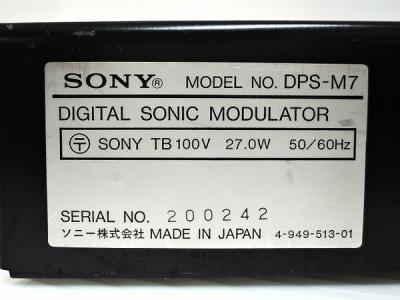 SONY® MODEL NO. DPS-M7
DIGITAL SONIC MODULATOR
〒 SONY TB 100V 27.0W 50/60Hz
SERIAL NO. 200242
ソニー株式会社 MADE IN JAPAN 4-949-513-01